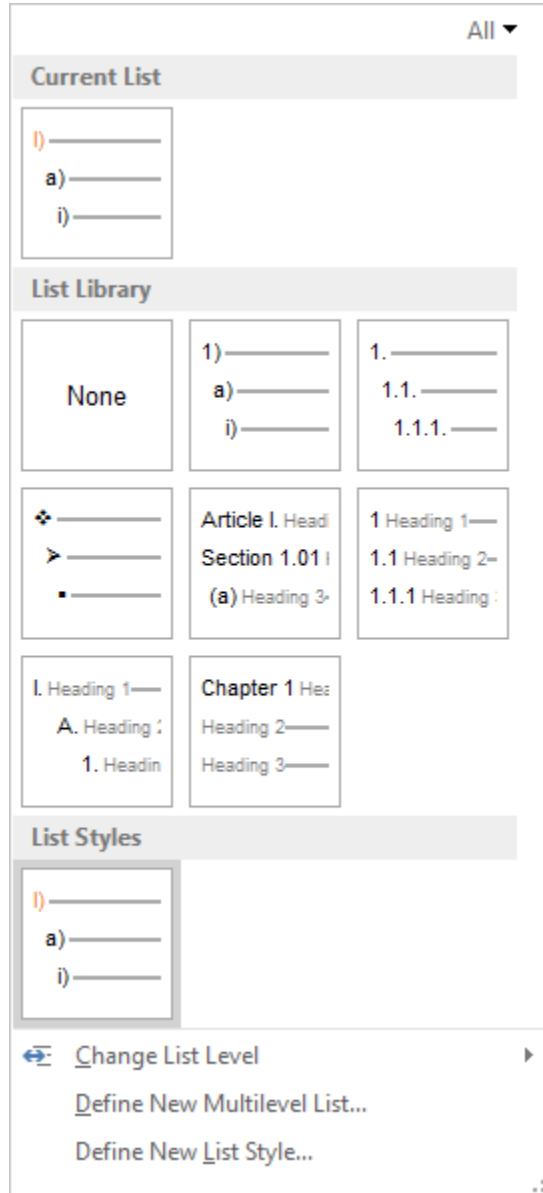 All
Current List
I)
a)
i)
List Library
None
1)
a)
i)
1.
1.1.
1.1.1.
Article I. Headi
Section 1.01
(a) Heading 3
1 Heading 1
1.1 Heading 2
1.1.1 Heading
I. Heading 1
A. Heading
1. Headin
Chapter 1 Hea
Heading 2
Heading 3
List Styles
I)
a)
i)
Change List Level
Define New Multilevel List...
Define New List Style...